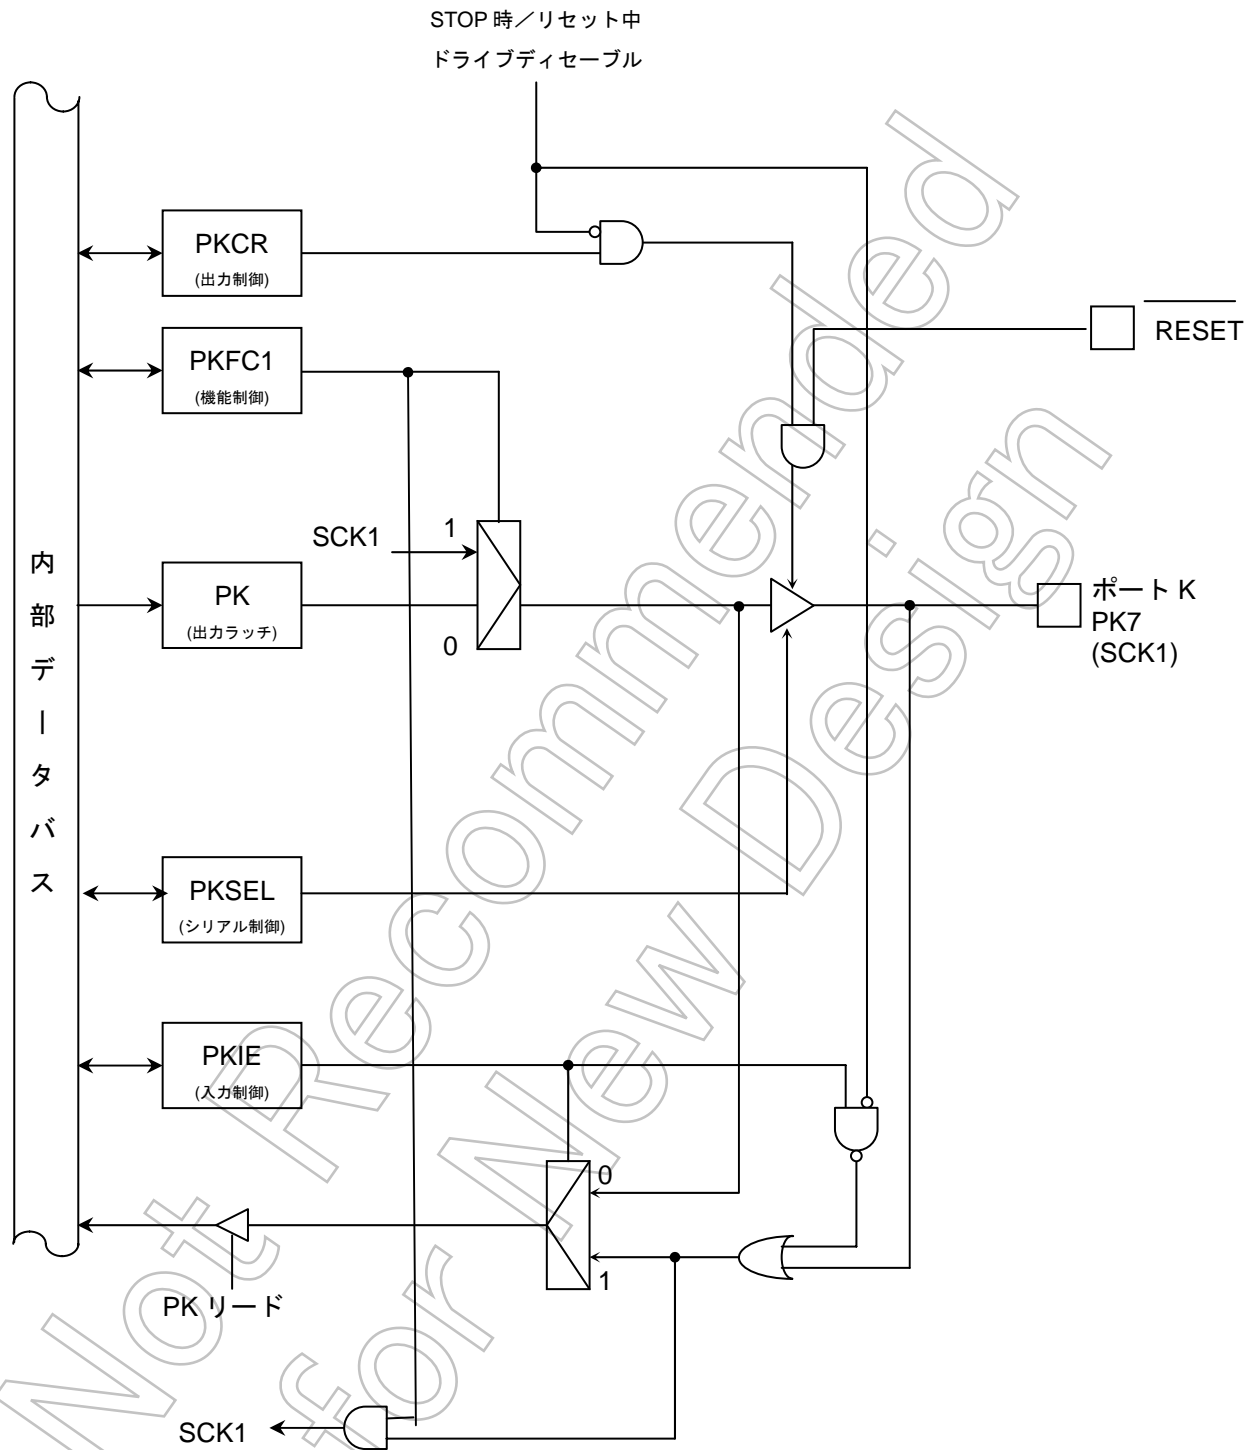 STOP 時／リセット中
ドライブディセーブル
PKCR
(出力制御)
RESET
PKFC1
(機能制御)
SCK1
1
0
PK
(出力ラッチ)
ポート K
PK7
(SCK1)
内部データバス
PKSEL
(シリアル制御)
PKIE
(入力制御)
0
1
PK リード
SCK1
Not Recommended
for New Design